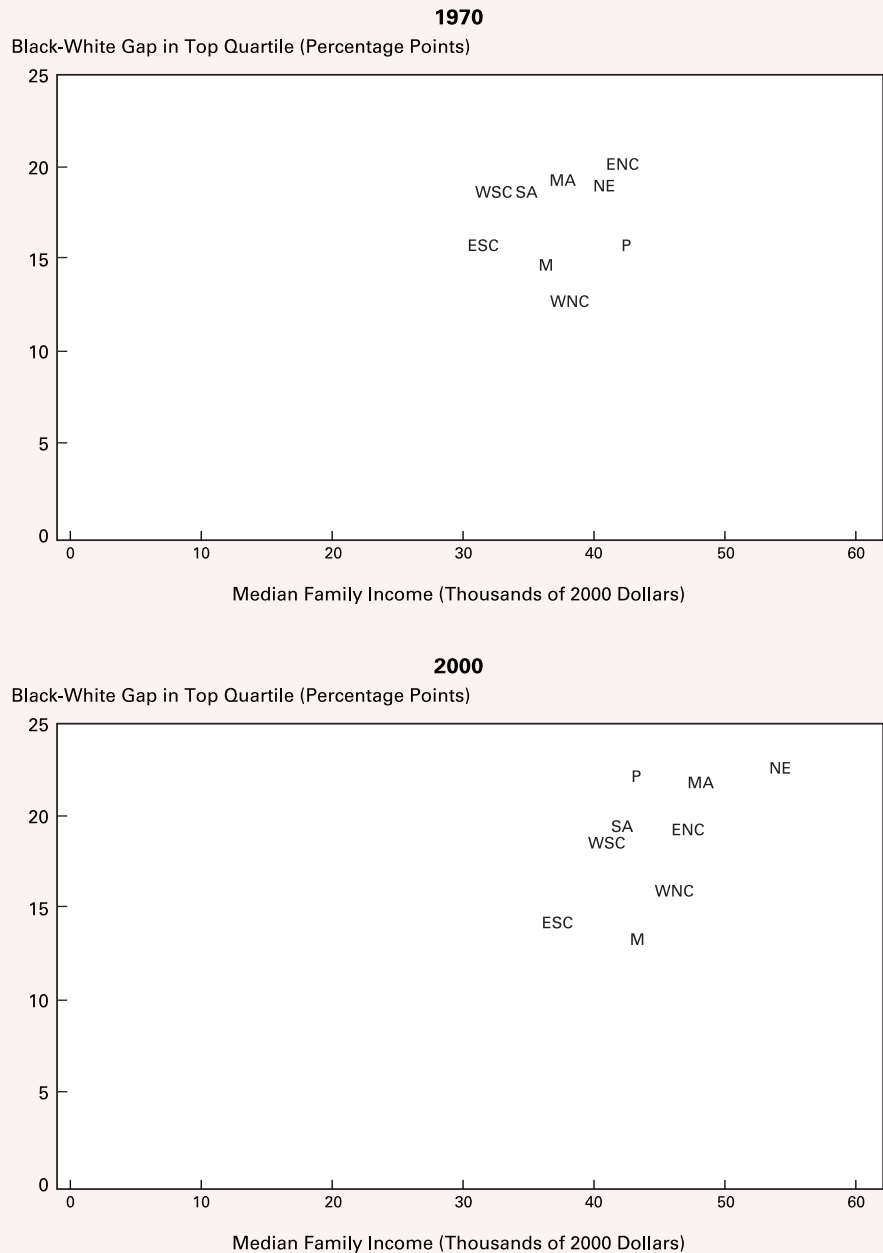 1970
Black-White Gap in Top Quartile (Percentage Points)
25
20
15
10
5
0
ENC
MA
NE
WSC SA
ESC
P
M
WNC
0 10 20 30 40 50 60
Median Family Income (Thousands of 2000 Dollars)
2000
Black-White Gap in Top Quartile (Percentage Points)
25
20
15
10
5
0
NE
P
MA
SA
ENC
WSC
WNC
ESC
M
0 10 20 30 40 50 60
Median Family Income (Thousands of 2000 Dollars)